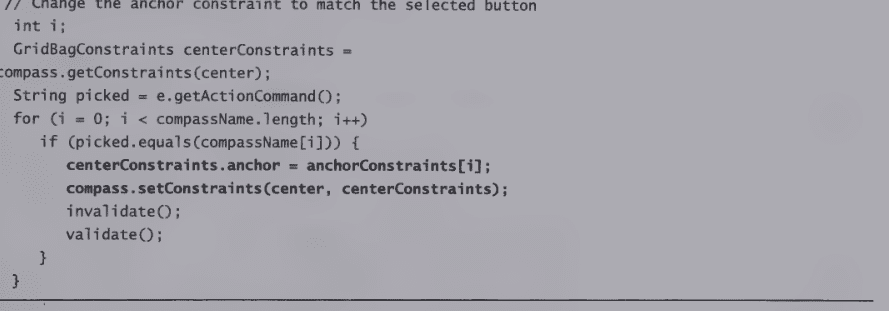 // Change the anchor constraint to match the selected button
int i;
GridBagConstraints centerConstraints =
compass.getConstraints(center);
String picked = e.getActionCommand();
for (i = 0; i < compassName.length; i++)
if (picked.equals(compassName[i])) {
centerConstraints.anchor = anchorConstraints[i];
compass.setConstraints(center, centerConstraints);
invalidate();
validate();
}
}